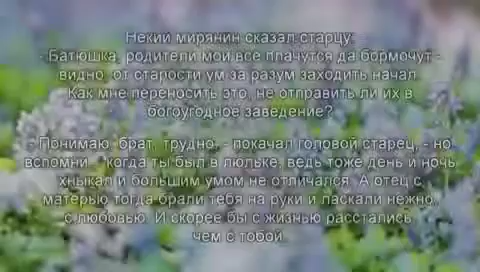 Некий мирянин сказал старцу:
- Батюшка, родители мой все плачутся да бормочут -
видно, от старости ум за разум заходить начал.
Как мне переносить это, не отправить ли их в
богоугодное заведение?
- Понимаю, брат, трудно, - покачал головой старец, - но
вспомни, когда ты был в люльке, ведь тоже день и ночь
хныкал и большим умом не отличался. А отец с
матерью тогда брали тебя на руки и ласкали нежно,
с любовью. И скорее бы с жизнью расстались,
чем с тобой.